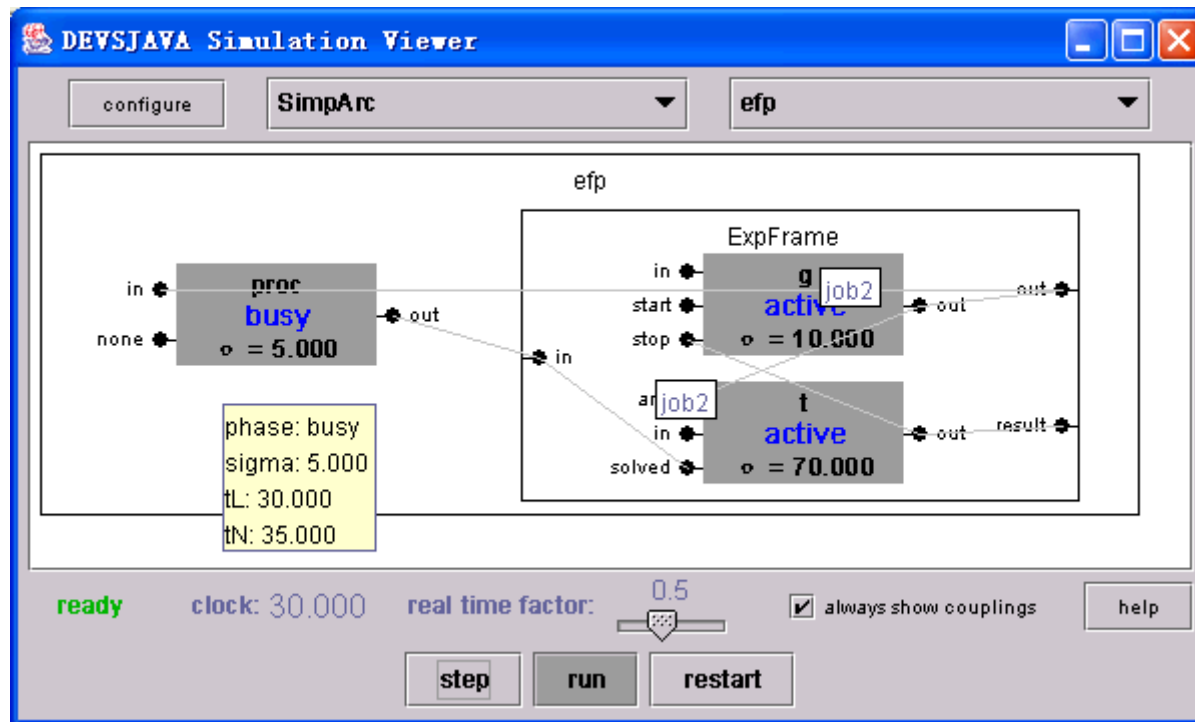 DEVSJAVA Simulation Viewer
configure SimpArc efp
efp
ExpFrame
in
g
job2
start
active
out
stop
σ = 10.000
out
in
proc
busy
out
none
σ = 5.000
in
job2
t
in
active
out
result
solved
σ = 70.000
phase: busy
sigma: 5.000
tL: 30.000
tN: 35.000
ready clock: 30.000 real time factor: 0.5 always show couplings help
step run restart